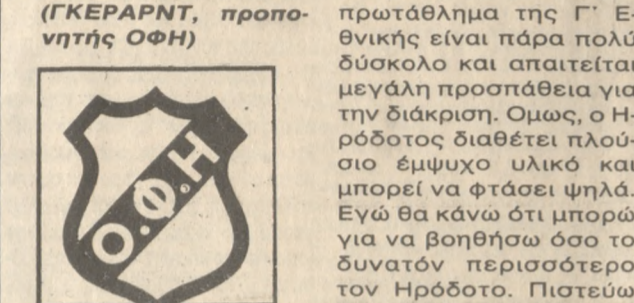 (ΓΚΕΡΑΡΝΤ, προπο-
νητής ΟΦΗ)
Ο.Φ.Η
πρωτάθλημα της Γ' Ε-
θνικής είναι πάρα πολύ
δύσκολο και απαιτείται
μεγάλη προσπάθεια για
την διάκριση. Ομως, ο Η-
ρόδοτος διαθέτει πλού-
σιο έμψυχο υλικό και
μπορεί να φτάσει ψηλά.
Εγώ θα κάνω ότι μπορώ
για να βοηθήσω όσο το
δυνατόν περισσότερο
τον Ηρόδοτο. Πιστεύω